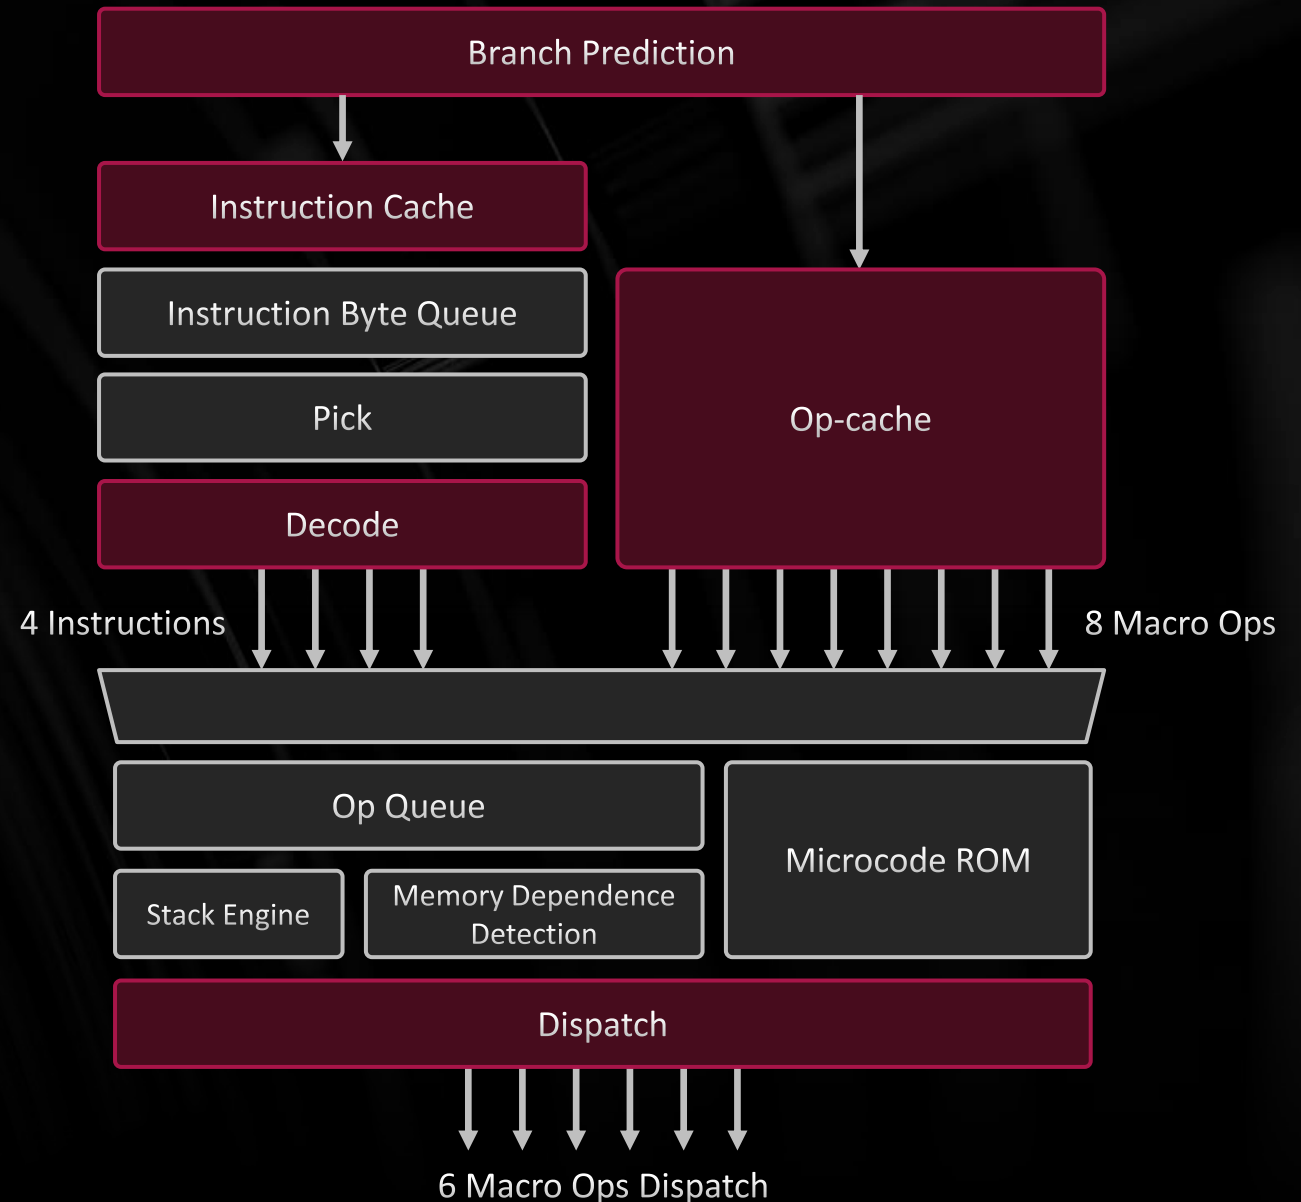 Branch Prediction
Instruction Cache
Instruction Byte Queue
Pick
Decode
Op-cache
4 Instructions
8 Macro Ops
Op Queue
Stack Engine
Memory Dependence
Detection
Microcode ROM
Dispatch
6 Macro Ops Dispatch